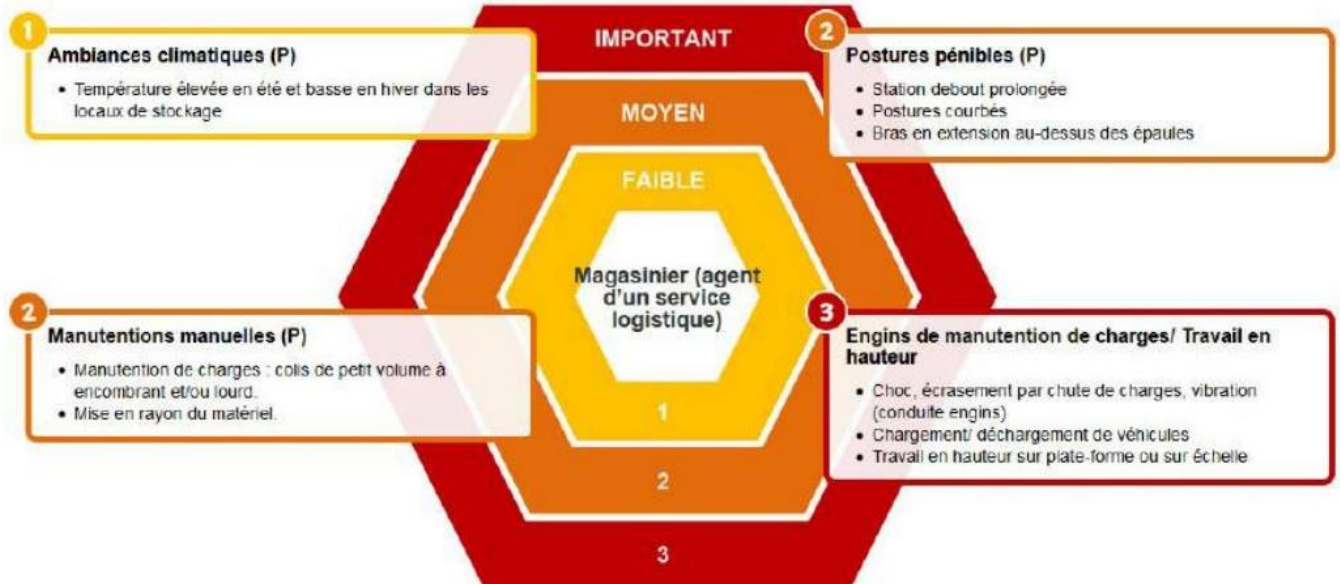 1
Ambiances climatiques (P)
• Température élevée en été et basse en hiver dans les
locaux de stockage
IMPORTANT
MOYEN
FAIBLE
2
Postures pénibles (P)
• Station debout prolongée
• Postures courbés
• Bras en extension au-dessus des épaules
Magasinier (agent
d'un service
logistique)
2
Manutentions manuelles (P)
• Manutention de charges : colis de petit volume à
encombrant et/ou lourd.
• Mise en rayon du matériel.
3
Engins de manutention de charges/ Travail en
hauteur
• Choc, écrasement par chute de charges, vibration
(conduite engins)
• Chargement/ déchargement de véhicules
• Travail en hauteur sur plate-forme ou sur échelle
1
2
3